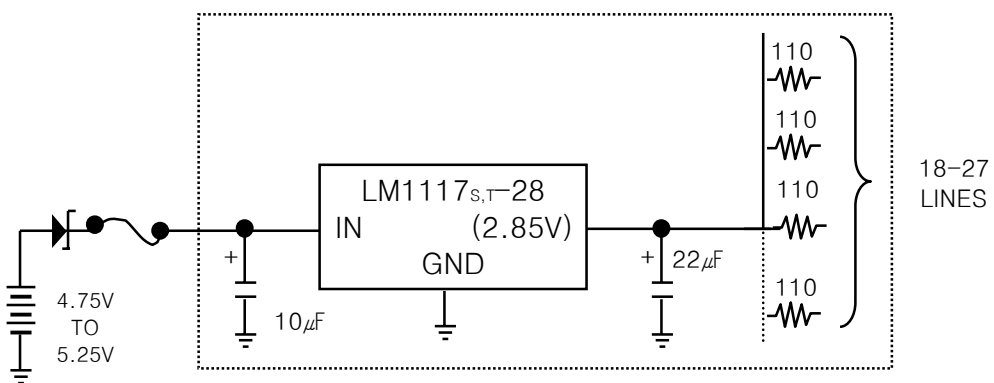 110
110
110
110
18-27
LINES
LM1117S,T-28
IN
(2.85V)
GND
+
10μF
+
22μF
4.75V
TO
5.25V